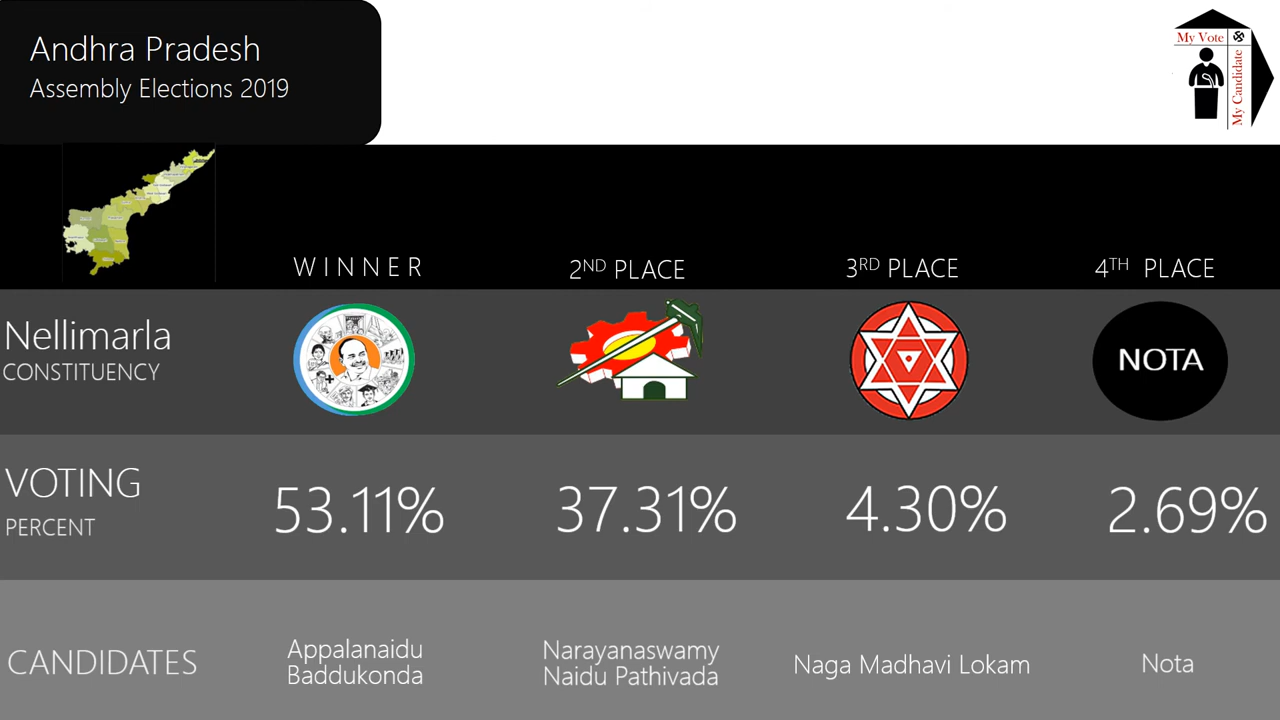 Andhra Pradesh
Assembly Elections 2019
My Vote
My Candidate
WINNER
2ND PLACE
3RD PLACE
4TH PLACE
Nellimarla
CONSTITUENCY
NOTA
VOTING
PERCENT
53.11%
37.31%
4.30%
2.69%
CANDIDATES
Appalanaidu
Baddukonda
Narayanaswamy
Naidu Pathivada
Naga Madhavi Lokam
Nota